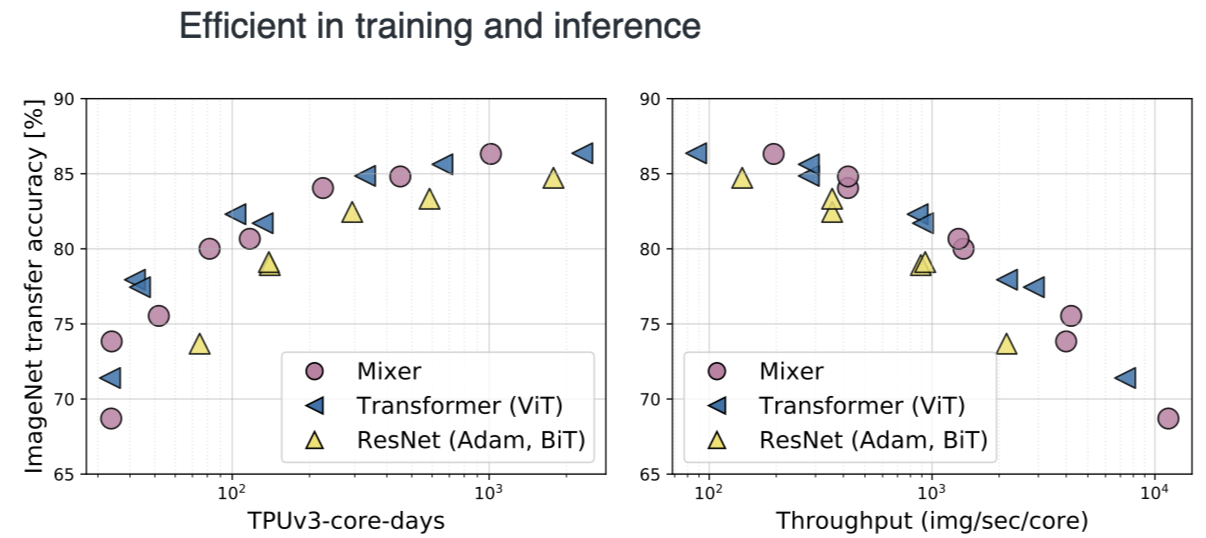 Efficient in training and inference
ImageNet transfer accuracy [%]
90
85
80
75
70
65
Mixer
Transformer (ViT)
ResNet (Adam, BiT)
10²
10³
TPUv3-core-days
90
85
80
75
70
65
Mixer
Transformer (ViT)
ResNet (Adam, BiT)
10²
10³
10⁴
Throughput (img/sec/core)